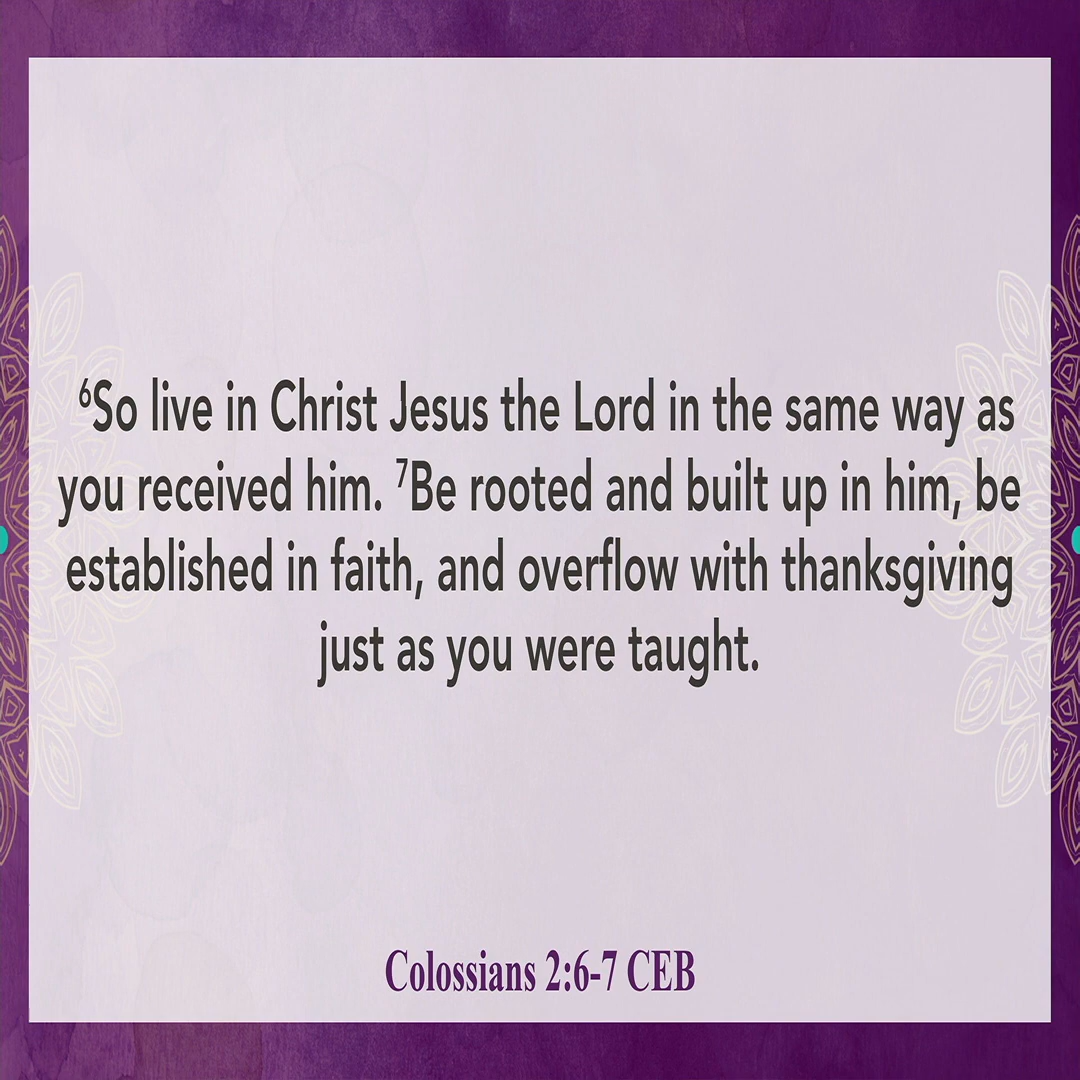 ⁶So live in Christ Jesus the Lord in the same way as
you received him. ⁷Be rooted and built up in him, be
established in faith, and overflow with thanksgiving
just as you were taught.
Colossians 2:6-7 CEB